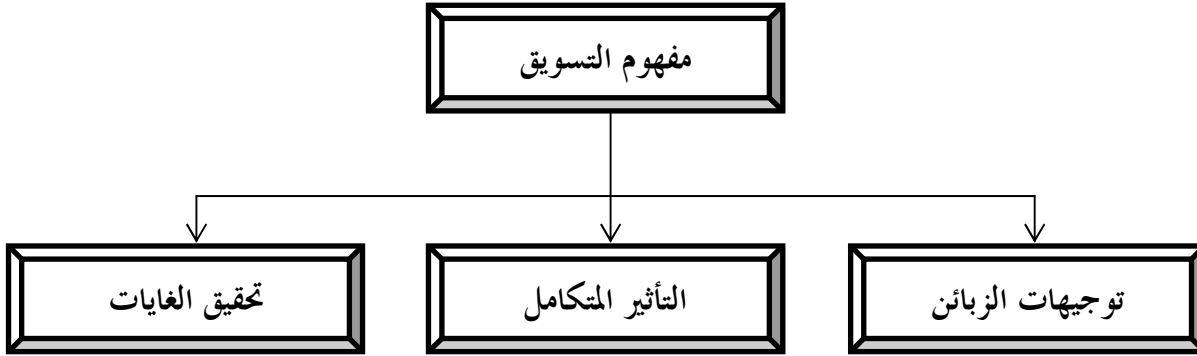 مفهوم التسويق
توجيهات الزبائن
التأثير المتكامل
تحقيق الغايات